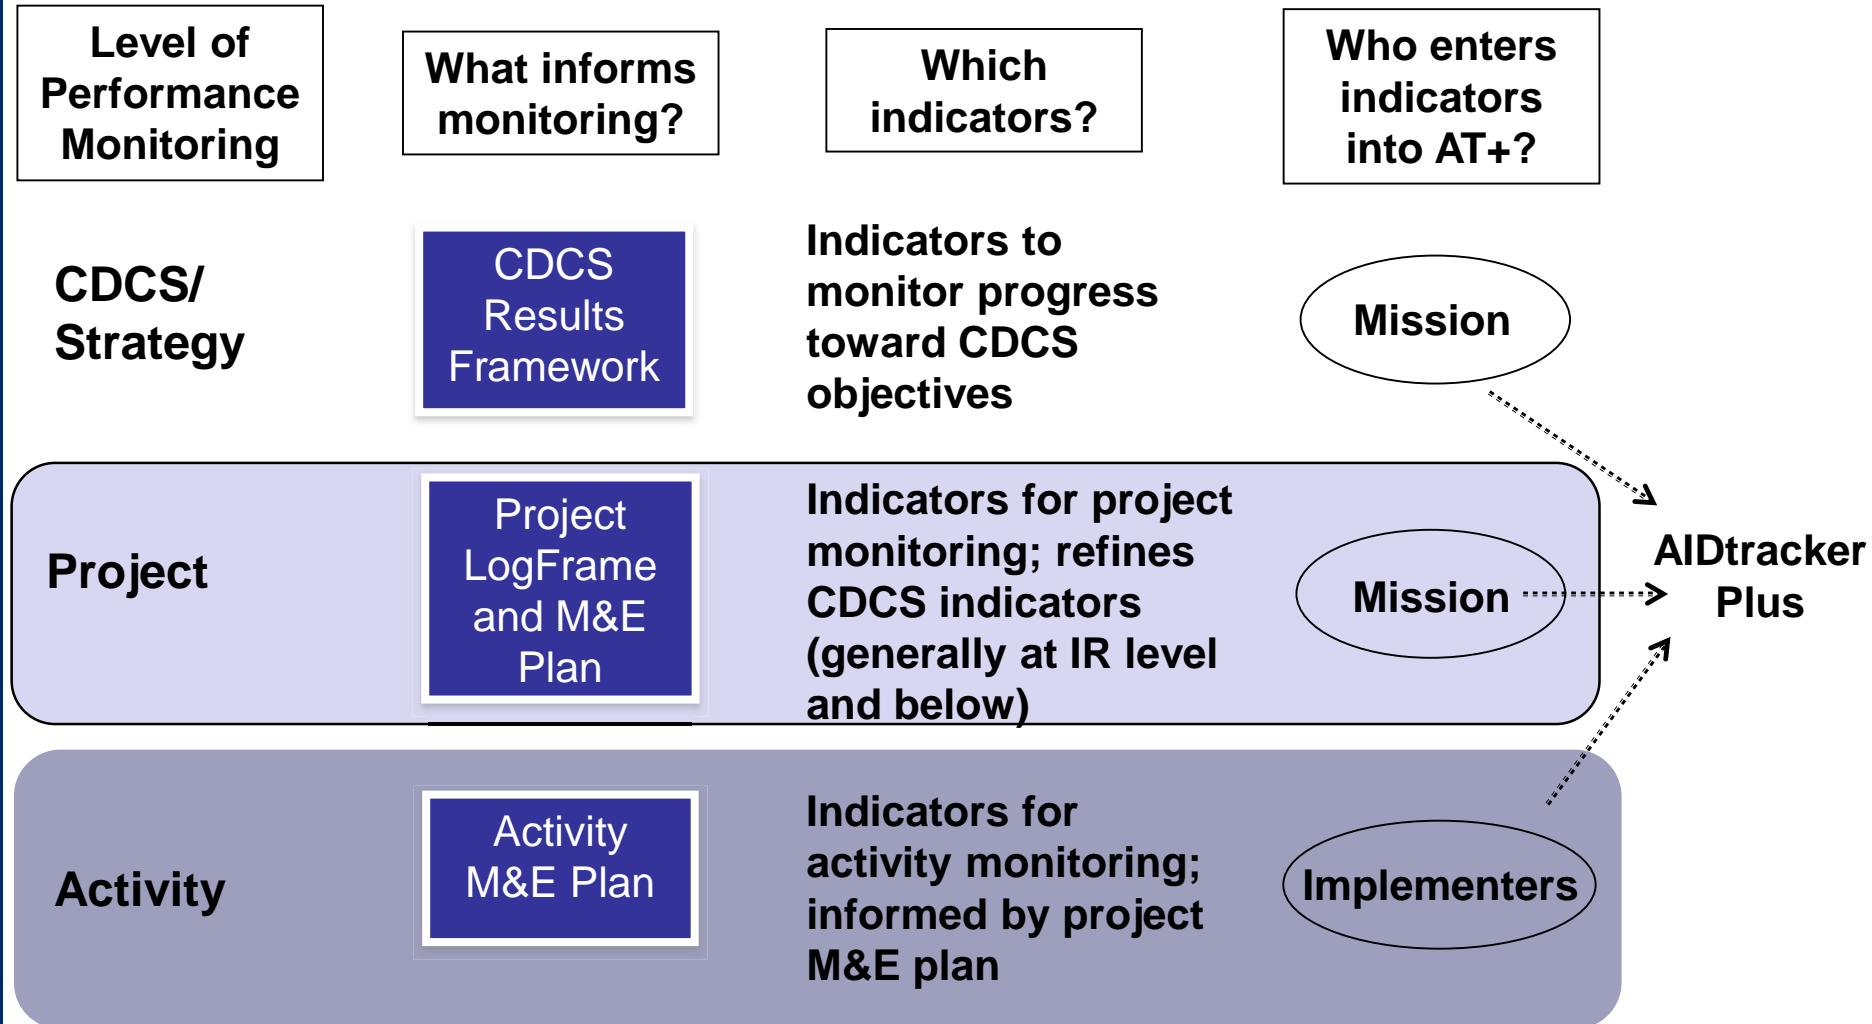 Level of
Performance
Monitoring
What informs
monitoring?
Which
indicators?
Who enters
indicators
into AT+?
CDCS/
Strategy
CDCS
Results
Framework
Indicators to
monitor progress
toward CDCS
objectives
Mission
Project
Project
LogFrame
and M&E
Plan
Indicators for project
monitoring; refines
CDCS indicators
(generally at IR level
and below)
Mission
AIDtracker
Plus
Activity
Activity
M&E Plan
Indicators for
activity monitoring;
informed by project
M&E plan
Implementers